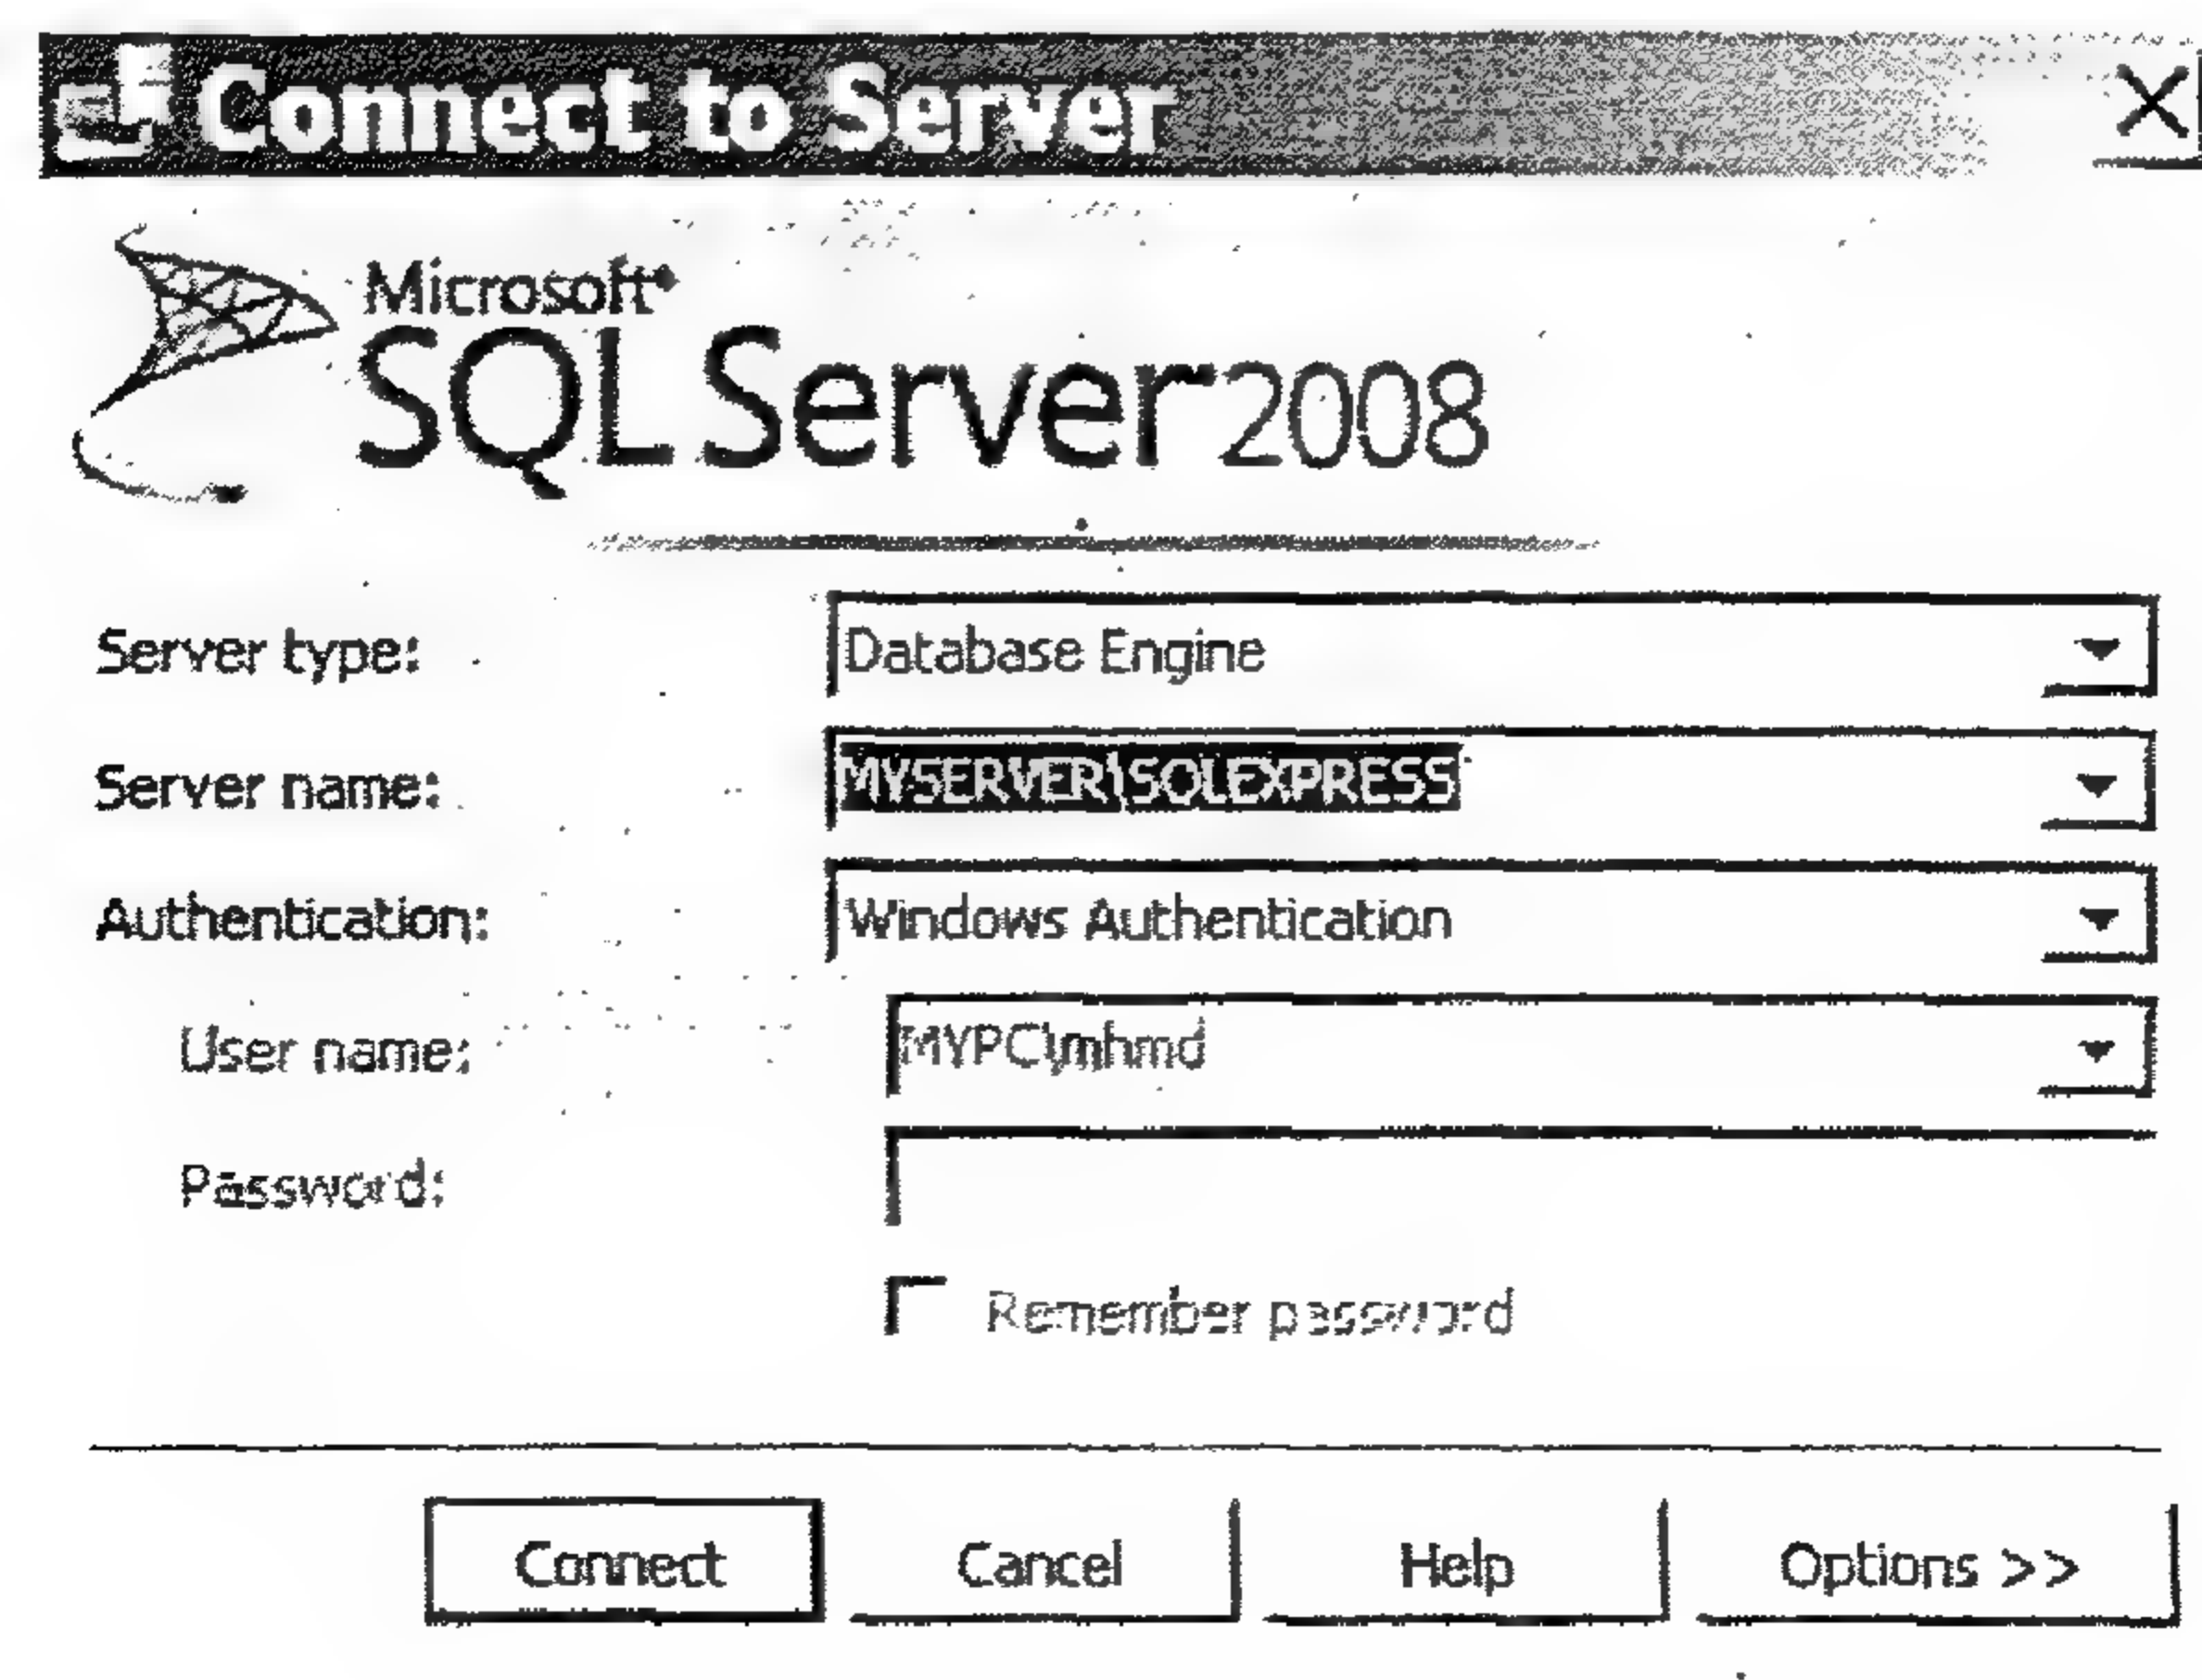 Connect to Server
Microsoft
SQL Server 2008
Server type: Database Engine
Server name: MYSERVER\SQLEXPRESS
Authentication: Windows Authentication
User name: MYPC\mhmd
Password:
Remember password
Connect Cancel Help Options >>